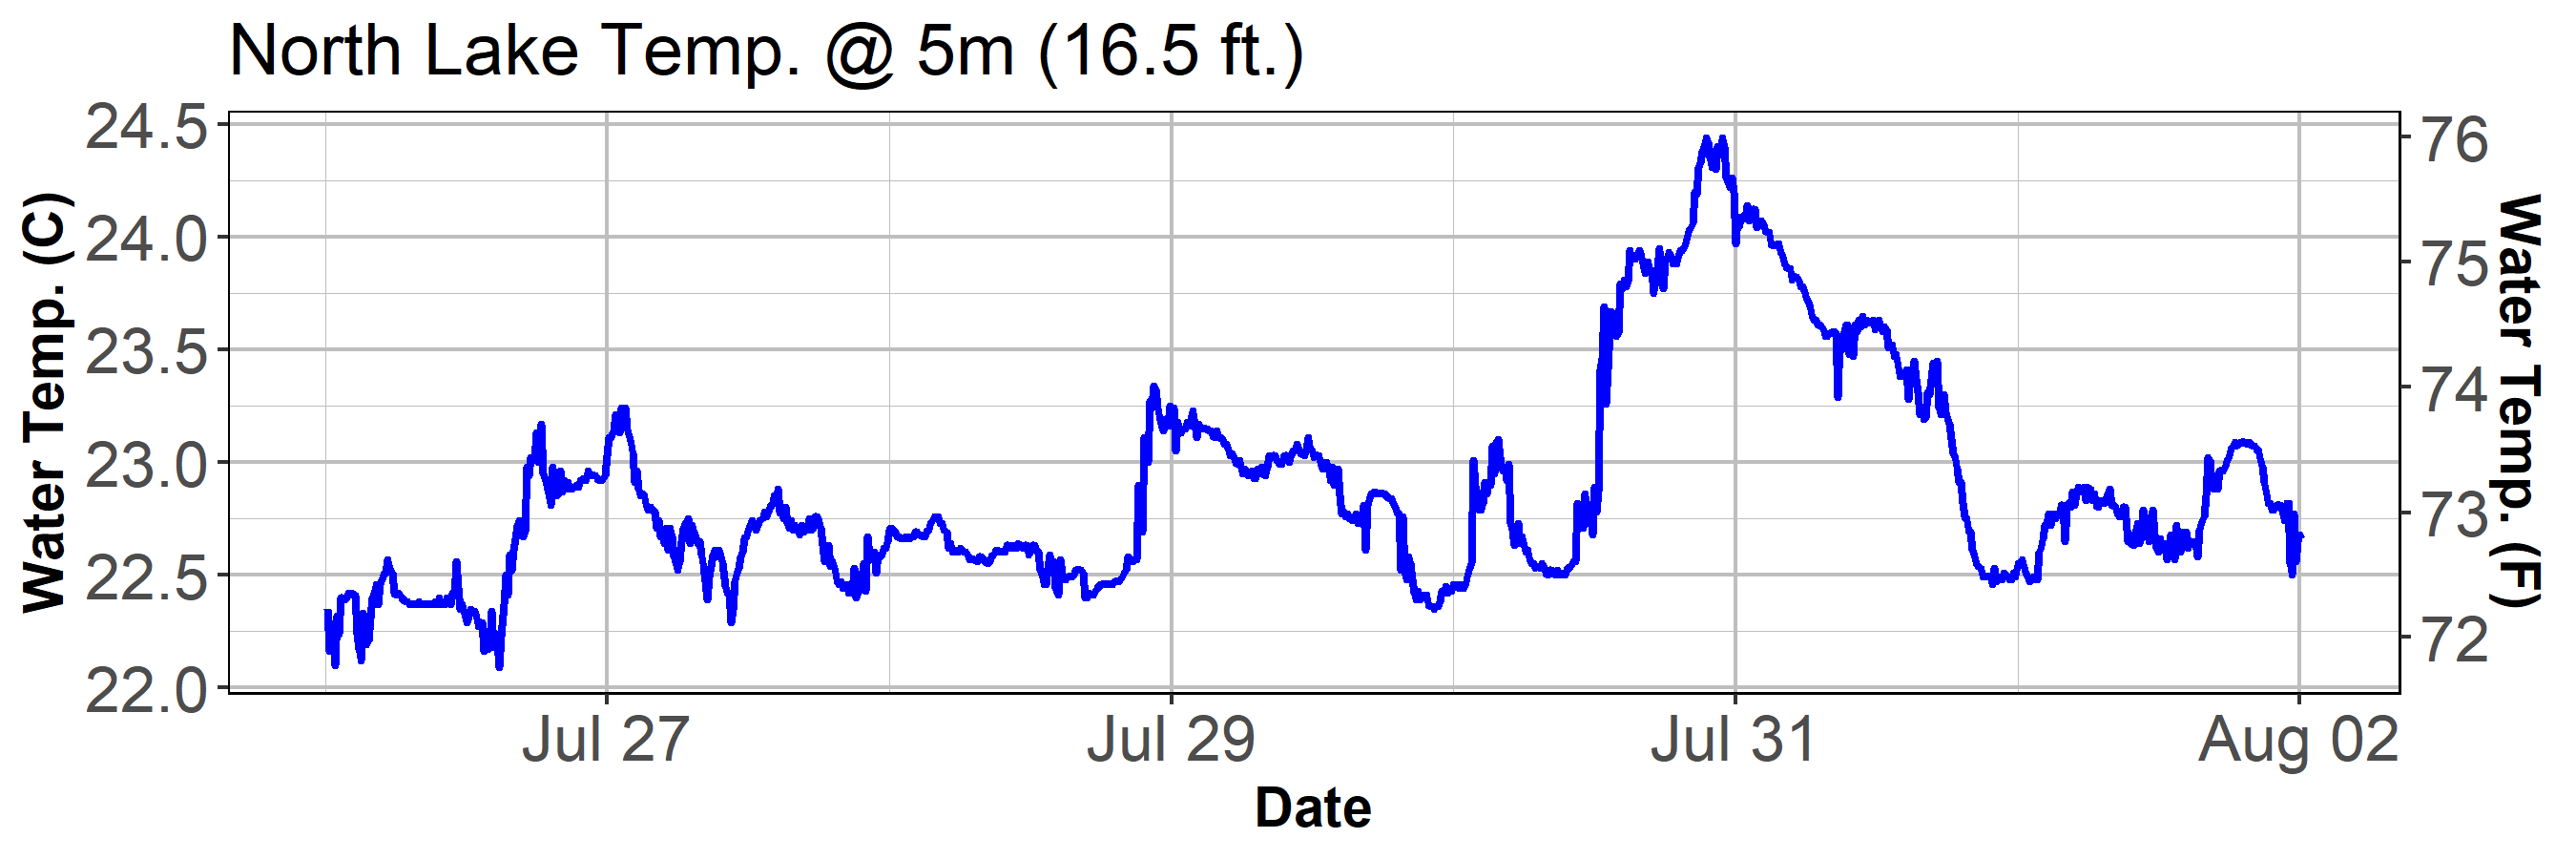 North Lake Temp. @ 5m (16.5 ft.)
Water Temp. (C)
24.5
24.0
23.5
23.0
22.5
22.0
76
75
74
73
72
Water Temp. (F)
Jul 27
Jul 29
Jul 31
Aug 02
Date